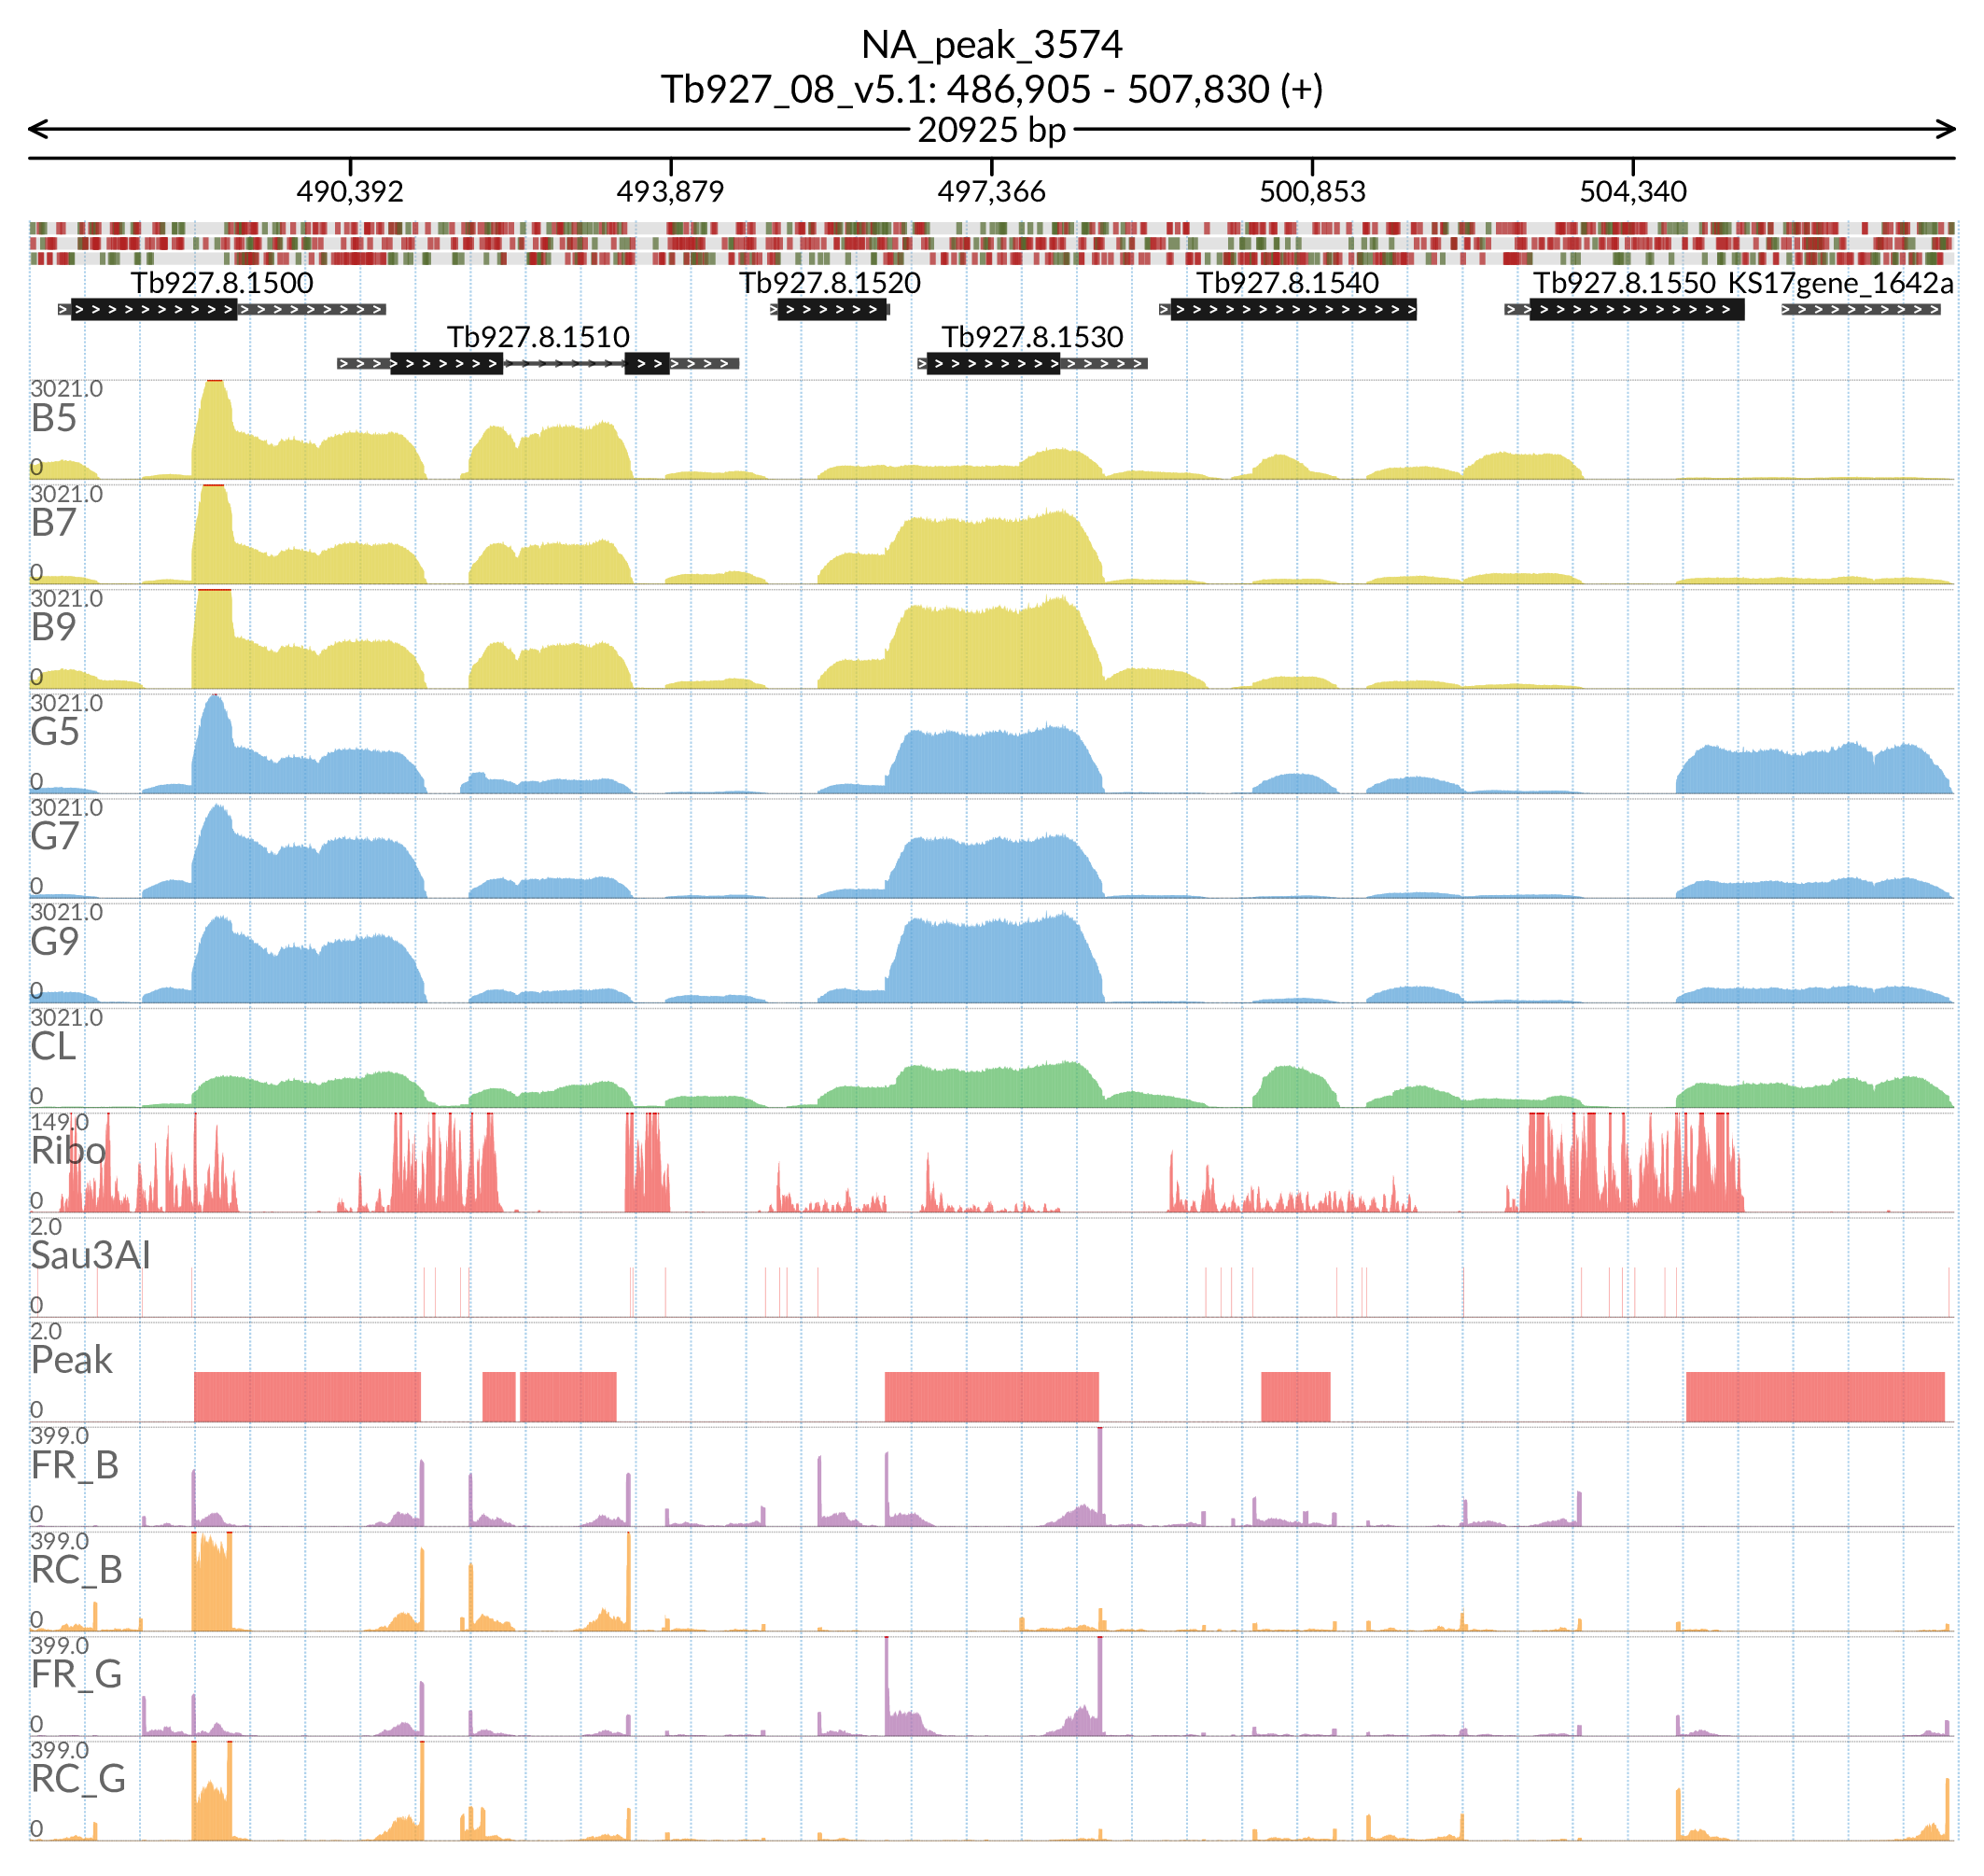 NA_peak_3574
Tb927_08_v5.1: 486,905 - 507,830 (+)
20925 bp
490,392 493,879 497,366 500,853 504,340
Tb927.8.1500 Tb927.8.1520 Tb927.8.1540 Tb927.8.1550 KS17gene_1642a
Tb927.8.1510 Tb927.8.1530
3021.0
B5
0
3021.0
B7
0
3021.0
B9
0
3021.0
G5
0
3021.0
G7
0
3021.0
G9
0
3021.0
CL
0
149.0
Ribo
0
2.0
Sau3AI
0
2.0
Peak
0
399.0
FR_B
0
399.0
RC_B
0
399.0
FR_G
0
399.0
RC_G
0